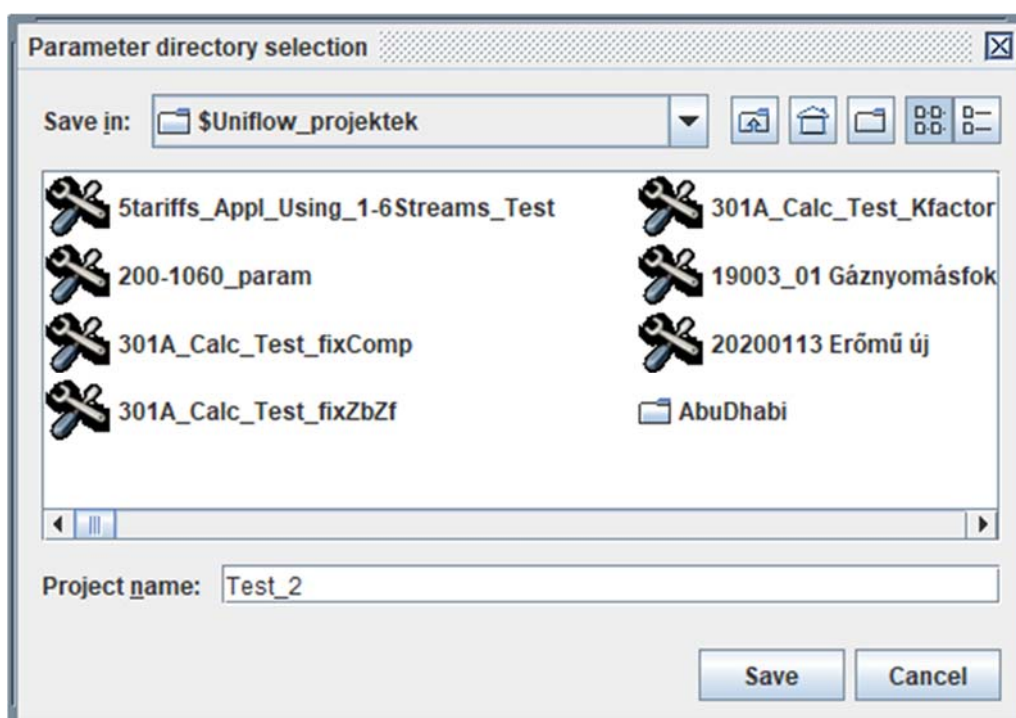 Parameter directory selection
Save in: $Uniflow_projektek
5tariffs_Appl_Using_1-6Streams_Test
301A_Calc_Test_Kfactor
200-1060_param
19003_01 Gáznyomásfok
301A_Calc_Test_fixComp
20200113 Erőmű új
301A_Calc_Test_fixZbZf
AbuDhabi
Project name: Test_2
Save Cancel